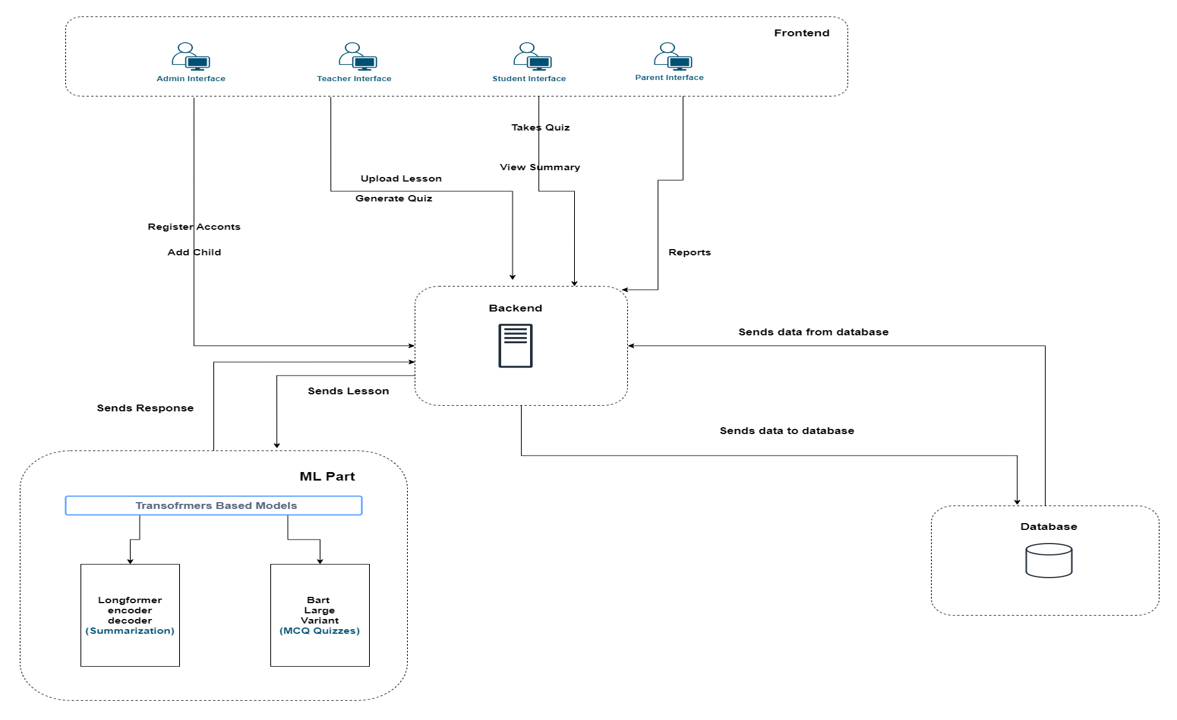 Frontend
Admin Interface
Teacher Interface
Student Interface
Parent Interface
Takes Quiz
View Summary
Upload Lesson
Generate Quiz
Register Acconts
Add Child
Reports
Backend
Sends data from database
Sends Lesson
Sends Response
Sends data to database
ML Part
Transofrmers Based Models
Longformer
encoder
decoder
(Summarization)
Bart
Large
Variant
(MCQ Quizzes)
Database